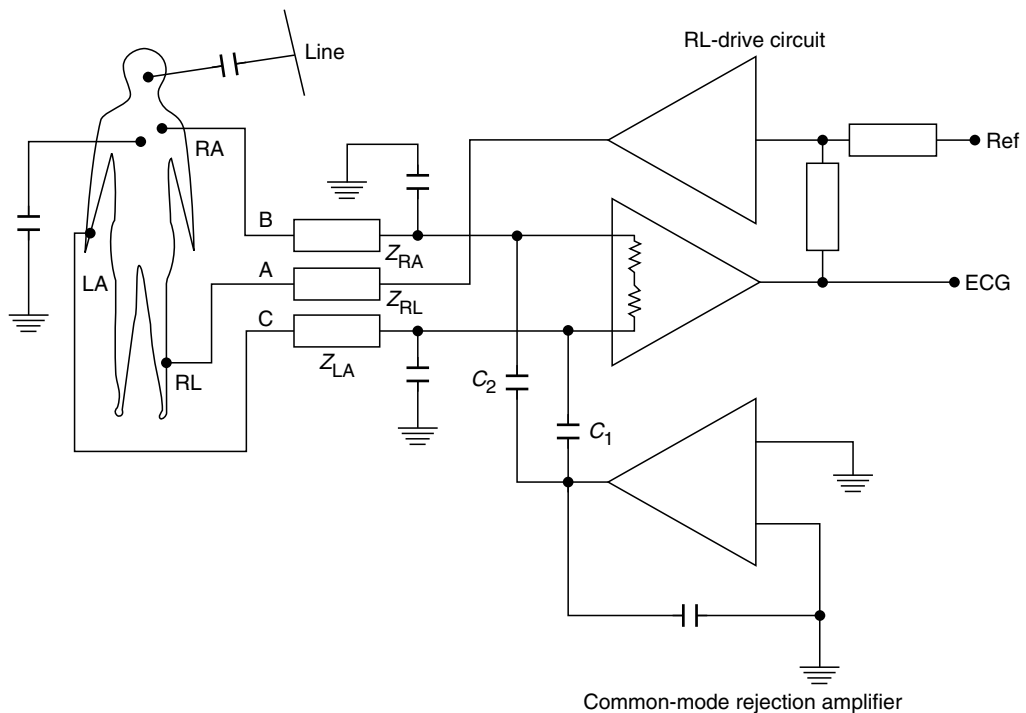 RL-drive circuit
Line
Ref
RA
B
Z_RA
A
Z_RL
LA
ECG
C
Z_LA
RL
C_2
C_1
Common-mode rejection amplifier